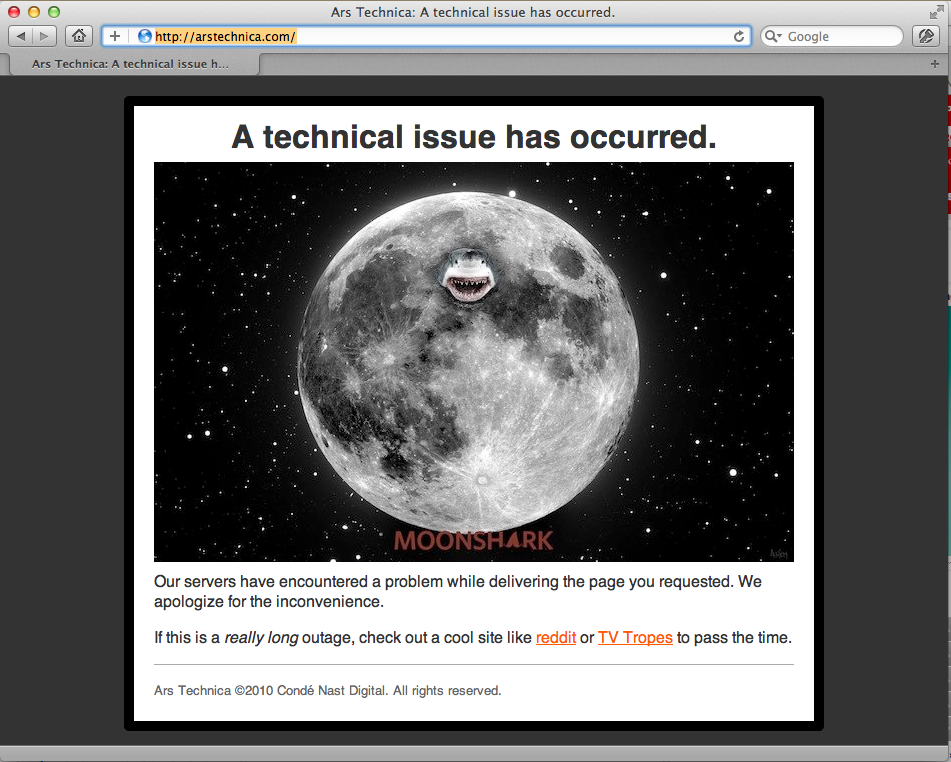 Ars Technica: A technical issue has occurred.
http://arstechnica.com/
Google
Ars Technica: A technical issue h...
A technical issue has occurred.
MOONSHARK
Our servers have encountered a problem while delivering the page you requested. We
apologize for the inconvenience.
If this is a really long outage, check out a cool site like reddit or TV Tropes to pass the time.
Ars Technica ©2010 Condé Nast Digital. All rights reserved.